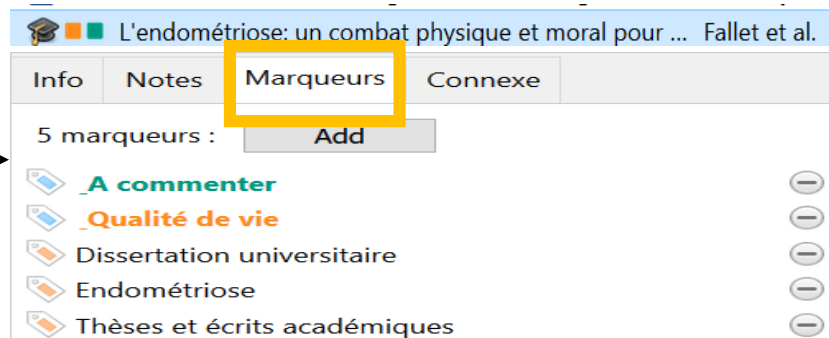 L'endométriose: un combat physique et moral pour ... Fallet et al.
Info Notes Marqueurs Connexe
5 marqueurs : Add
_A commenter
_Qualité de vie
Dissertation universitaire
Endométriose
Thèses et écrits académiques